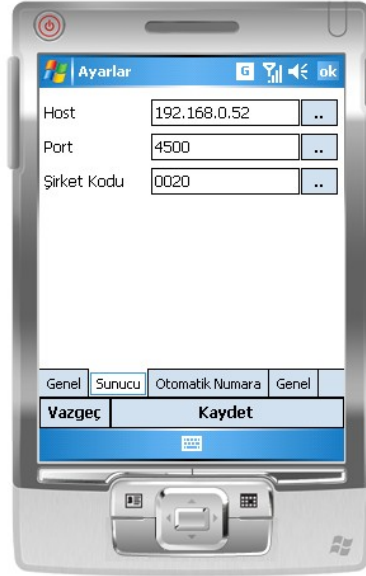 Ayarlar G ok
Host 192.168.0.52 ..
Port 4500 ..
Şirket Kodu 0020 ..
Genel Sunucu Otomatik Numara Genel
Vazgeç Kaydet